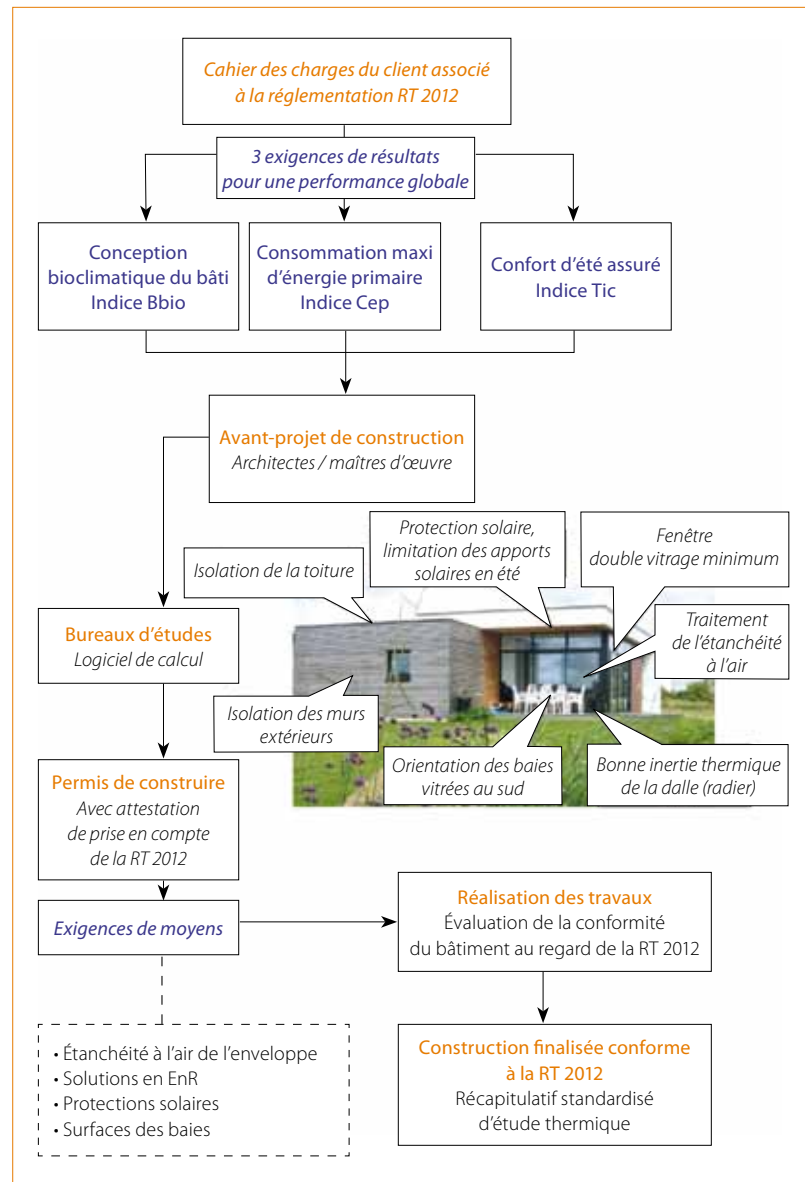 Cahier des charges du client associé
à la réglementation RT 2012
3 exigences de résultats
pour une performance globale
Conception
bioclimatique du bâti
Indice Bbio
Consommation maxi
d'énergie primaire
Indice Cep
Confort d'été assuré
Indice Tic
Avant-projet de construction
Architectes / maîtres d'œuvre
Protection solaire,
limitation des apports
solaires en été
Fenêtre
double vitrage minimum
Isolation de la toiture
Traitement
de l'étanchéité
à l'air
Bureaux d'études
Logiciel de calcul
Isolation des murs
extérieurs
Orientation des baies
vitrées au sud
Bonne inertie thermique
de la dalle (radier)
Permis de construire
Avec attestation
de prise en compte
de la RT 2012
Exigences de moyens
Réalisation des travaux
Évaluation de la conformité
du bâtiment au regard de la RT 2012
• Étanchéité à l'air de l'enveloppe
• Solutions en EnR
• Protections solaires
• Surfaces des baies
Construction finalisée conforme
à la RT 2012
Récapitulatif standardisé
d'étude thermique